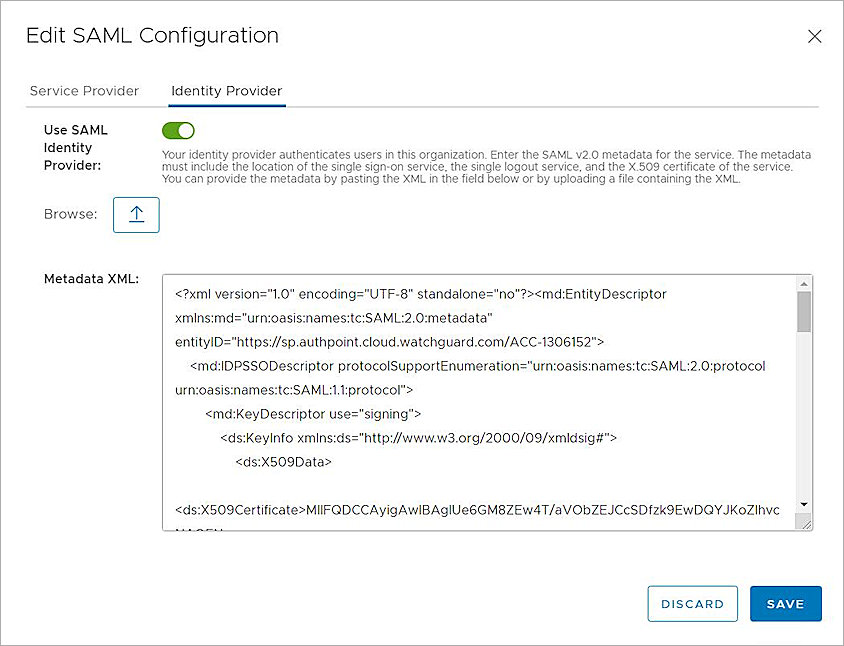 Edit SAML Configuration
Service Provider
Identity Provider
Use SAML
Identity
Provider:
Your identity provider authenticates users in this organization. Enter the SAML v2.0 metadata for the service. The metadata
must include the location of the single sign-on service, the single logout service, and the X.509 certificate of the service.
You can provide the metadata by pasting the XML in the field below or by uploading a file containing the XML.
Browse:
Metadata XML:
<?xml version="1.0" encoding="UTF-8" standalone="no"?><md:EntityDescriptor
xmlns:md="urn:oasis:names:tc:SAML:2.0:metadata"
entityID="https://sp.authpoint.cloud.watchguard.com/ACC-1306152">
<md:IDPSSODescriptor protocolSupportEnumeration="urn:oasis:names:tc:SAML:2.0:protocol
urn:oasis:names:tc:SAML:1.1:protocol">
<md:KeyDescriptor use="signing">
<ds:KeyInfo xmlns:ds="http://www.w3.org/2000/09/xmldsig#">
<ds:X509Data>
<ds:X509Certificate>MIIFQDCCAyigAwIBAgIUe6GM8ZEw4T/aVObZEJCcSDfzk9EwDQYJKoZIhvc
DISCARD
SAVE